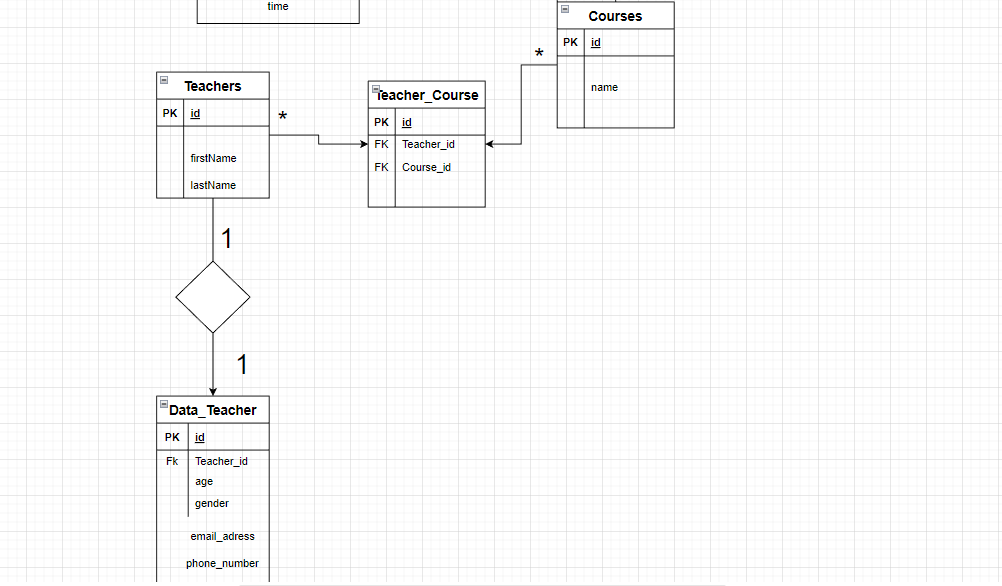 time
Courses
PK id
name
*
Teachers
PK id
firstName
lastName
*
Teacher_Course
PK id
FK Teacher_id
FK Course_id
1
1
Data_Teacher
PK id
Fk Teacher_id
age
gender
email_adress
phone_number